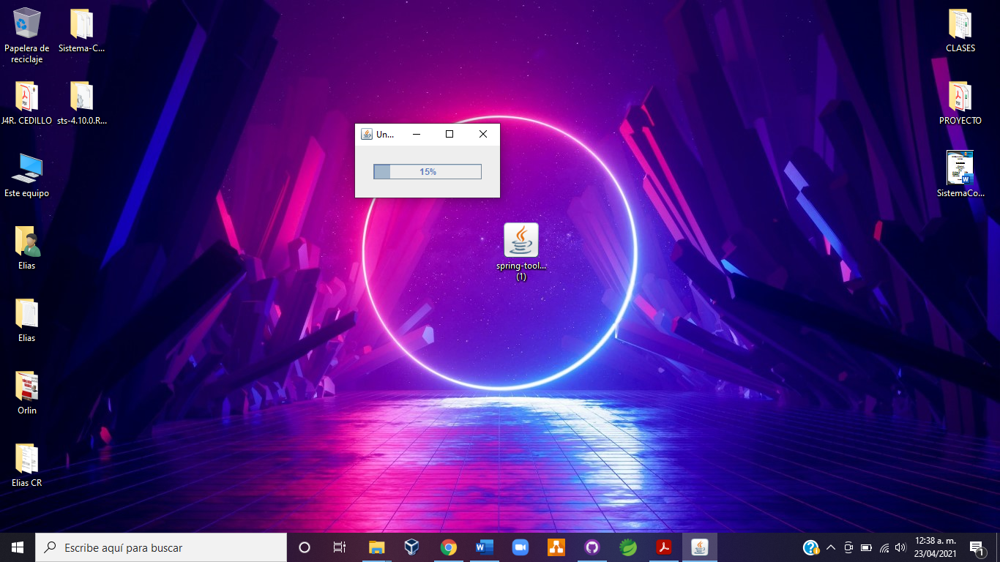 Papelera de
reciclaje
Sistema-C...
J4R. CEDILLO
sts-4.10.0.R...
Este equipo
Elias
Elias
Orlin
Elias CR
Un...
15%
spring-tool...
(1)
CLASES
PROYECTO
SistemaCo...
Escribe aquí para buscar
12:38 a. m.
23/04/2021
1